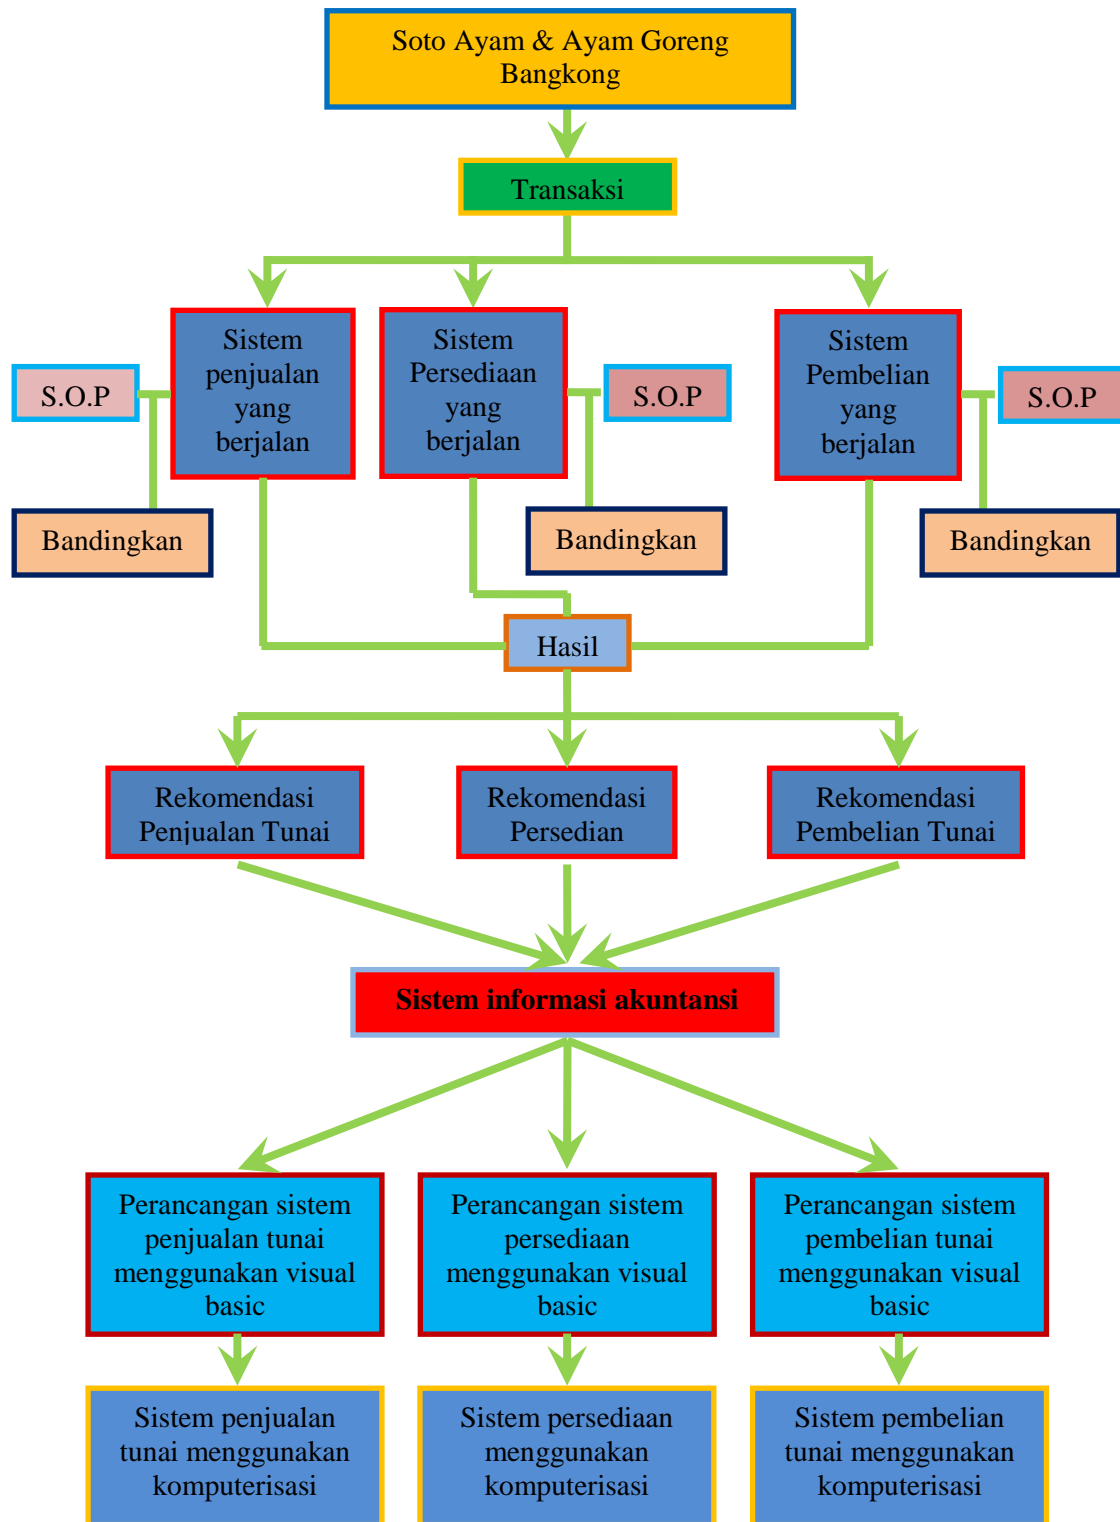 Soto Ayam & Ayam Goreng
Bangkong
Transaksi
Sistem
penjualan
yang
berjalan
Sistem
Persediaan
yang
berjalan
Sistem
Pembelian
yang
berjalan
S.O.P
S.O.P
S.O.P
Bandingkan
Bandingkan
Bandingkan
Hasil
Rekomendasi
Penjualan Tunai
Rekomendasi
Persedian
Rekomendasi
Pembelian Tunai
Sistem informasi akuntansi
Perancangan sistem
penjualan tunai
menggunakan visual
basic
Perancangan sistem
persediaan
menggunakan visual
basic
Perancangan sistem
pembelian tunai
menggunakan visual
basic
Sistem penjualan
tunai menggunakan
komputerisasi
Sistem persediaan
menggunakan
komputerisasi
Sistem pembelian
tunai menggunakan
komputerisasi